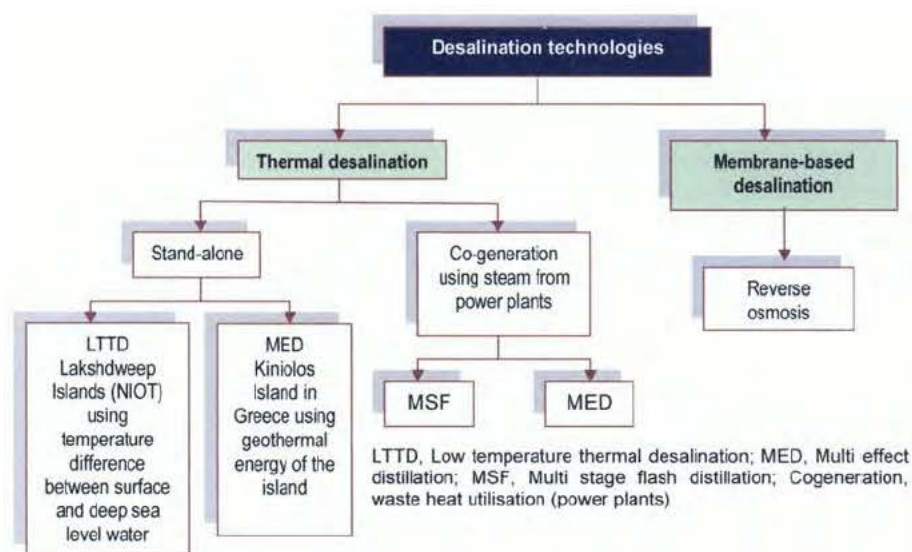 Desalination technologies
Thermal desalination
Membrane-based
desalination
Stand-alone
Co-generation
using steam from
power plants
Reverse
osmosis
LTTD
Lakshdweep
Islands (NIOT)
using
temperature
difference
between surface
and deep sea
level water
MED
Kiniolos
Island in
Greece using
geothermal
energy of the
island
MSF
MED
LTTD, Low temperature thermal desalination; MED, Multi effect
distillation; MSF, Multi stage flash distillation; Cogeneration,
waste heat utilisation (power plants)